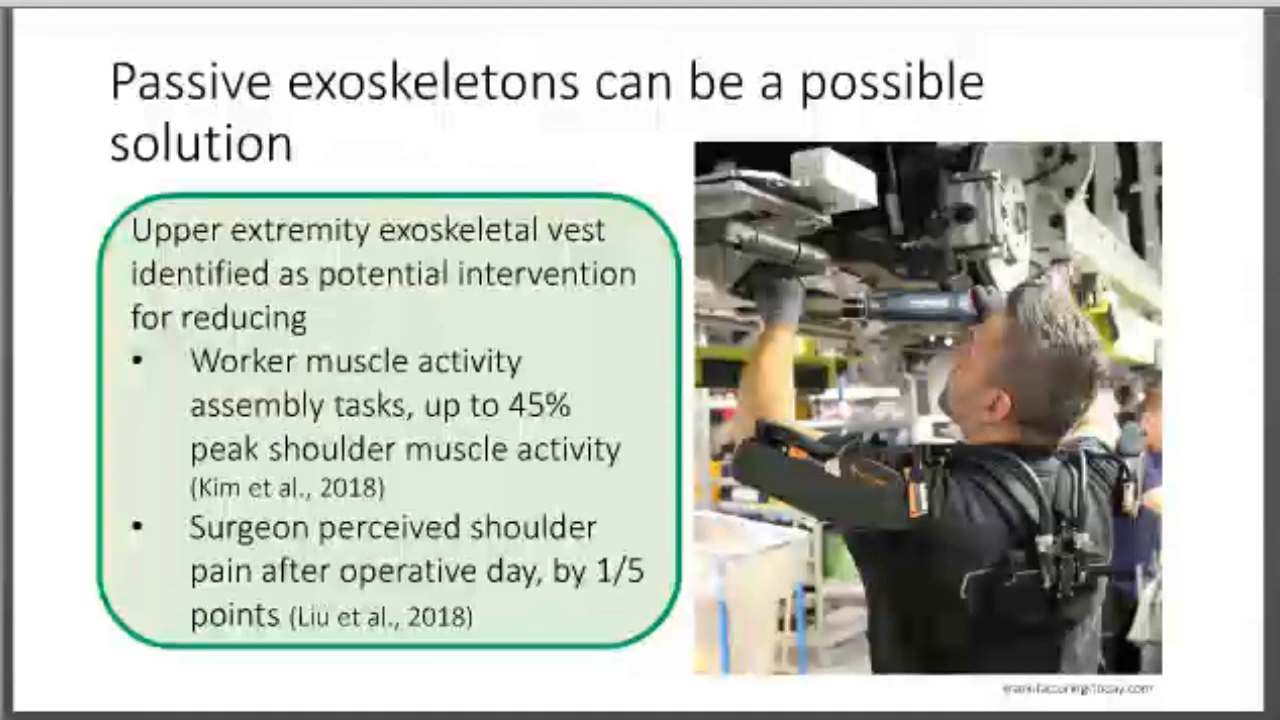 Passive exoskeletons can be a possible
solution
Upper extremity exoskeletal vest
identified as potential intervention
for reducing
• Worker muscle activity
assembly tasks, up to 45%
peak shoulder muscle activity
(Kim et al., 2018)
• Surgeon perceived shoulder
pain after operative day, by 1/5
points (Liu et al., 2018)